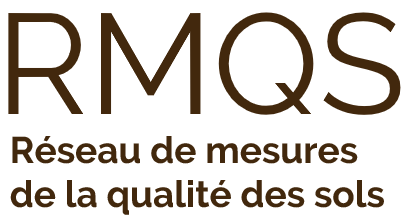 RMQS
Réseau de mesures
de la qualité des sols